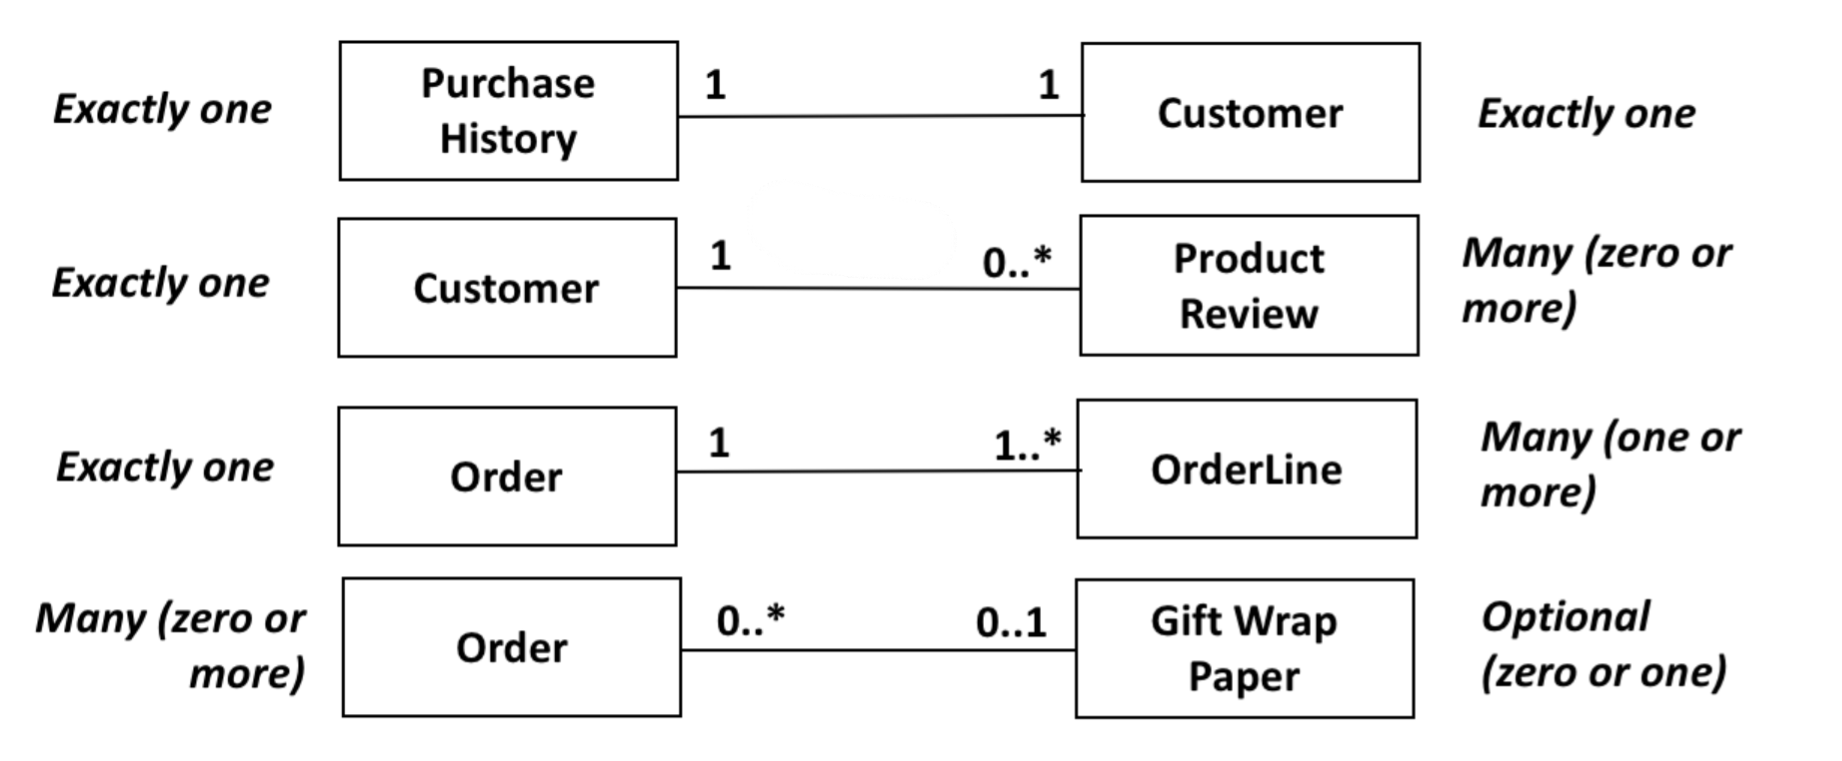 Exactly one
Purchase
History
1
1
Customer
Exactly one
Exactly one
Customer
1
0..*
Product
Review
Many (zero or
more)
Exactly one
Order
1
1..*
OrderLine
Many (one or
more)
Many (zero or
more)
Order
0..*
0..1
Gift Wrap
Paper
Optional
(zero or one)